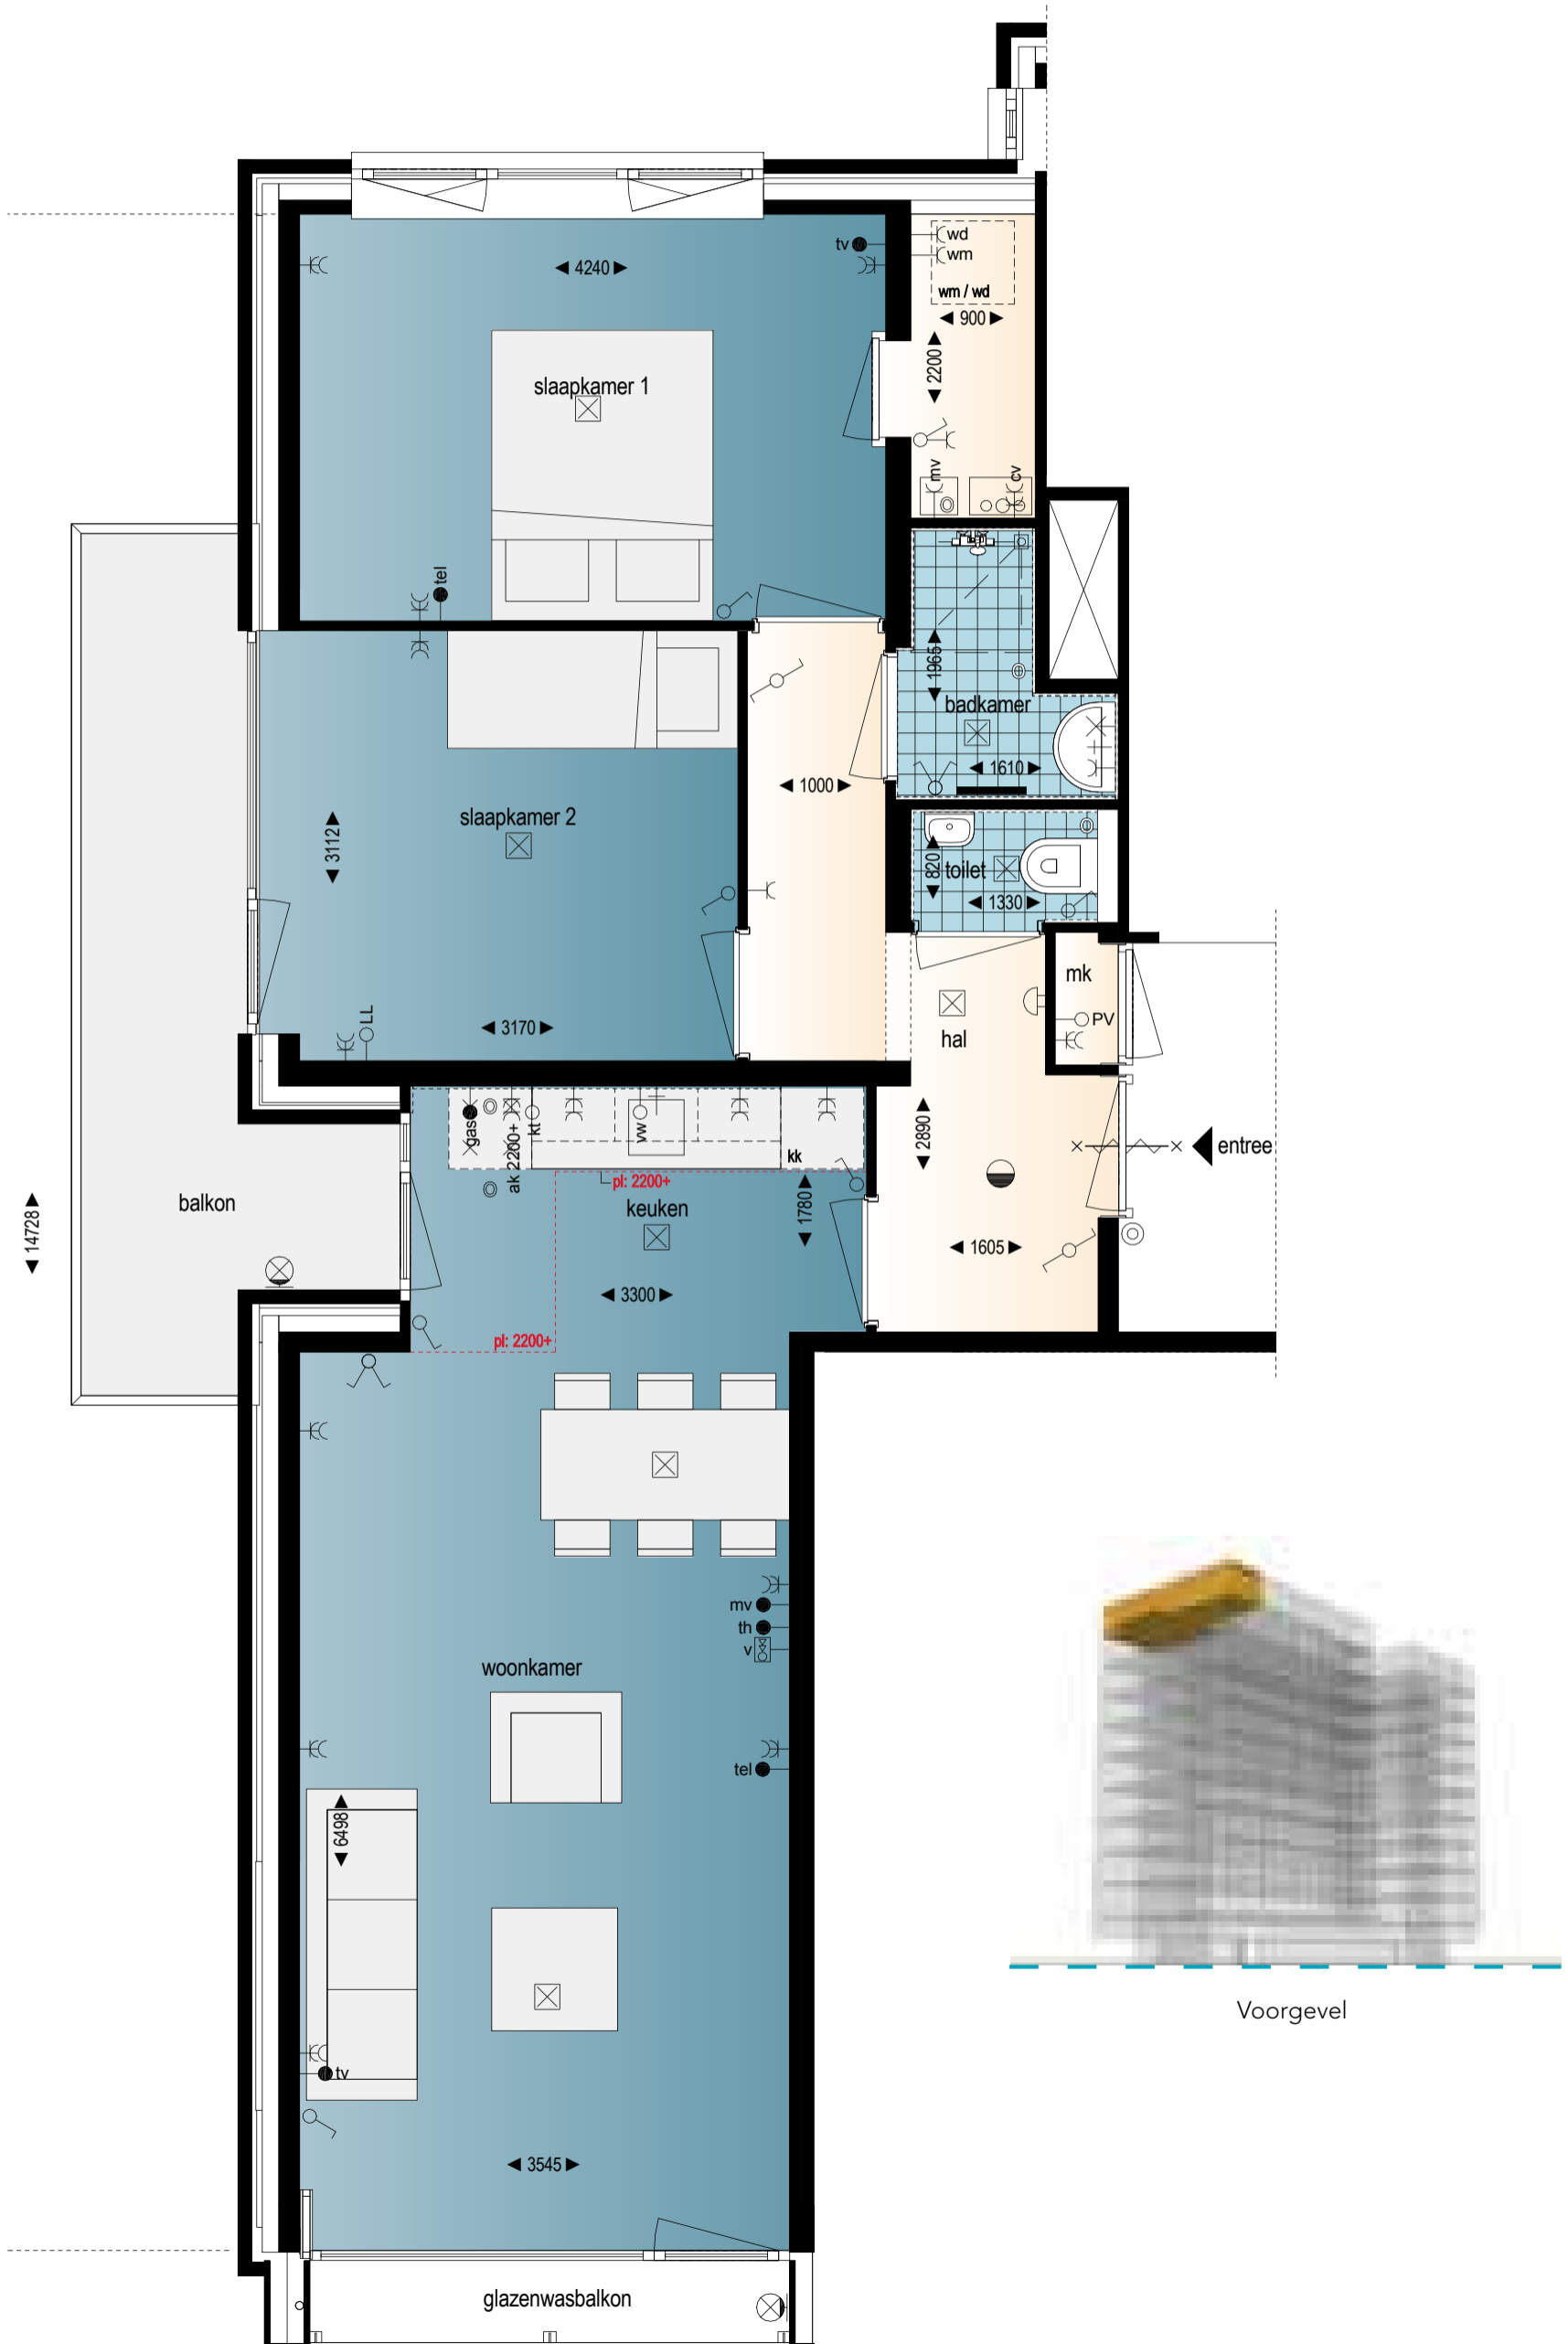 tv
wd
wm
4240
wm / wd
900
2200
slaapkamer 1
mv
cv
tel
1965
badkamer
1610
1000
slaapkamer 2
3112
820
toilet
1330
mk
PV
LL
3170
hal
gas
ak 2200+
kt
vw
kk
2890
entree
pl: 2200+
14728
balkon
keuken
1780
1605
3300
pl: 2200+
mv
th
v
woonkamer
tel
6498
tv
Voorgevel
3545
glazenwasbalkon